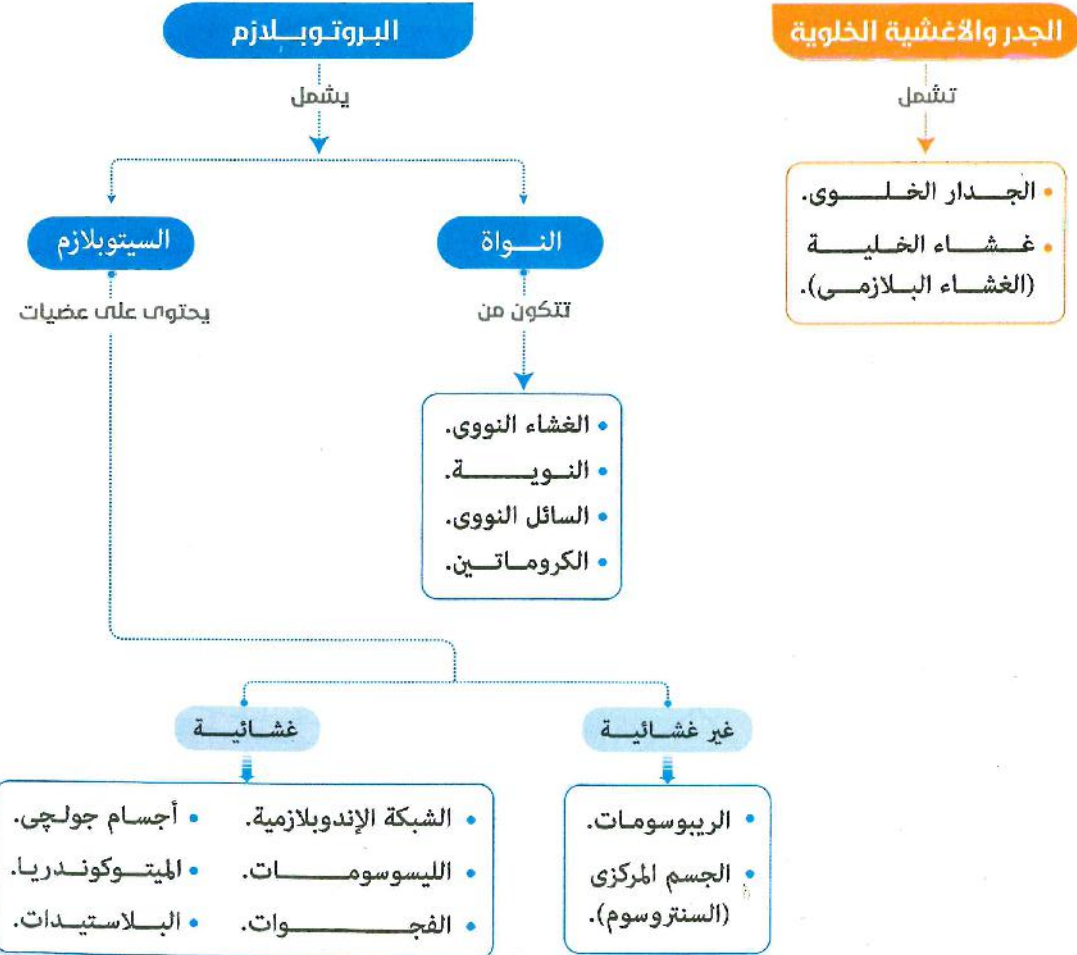 الجدر والأغشية الخلوية
تشمل
• الجدار الخلوى.
• غشاء الخلية
(الغشاء البلازمى).
البروتوبلازم
يشمل
النواة
تتكون من
• الغشاء النووى.
• النوية.
• السائل النووى.
• الكروماتين.
السيتوبلازم
يحتوى على عضيات
غير غشائية
• الريبوسومات.
• الجسم المركزى
(السنتروسوم).
غشائية
• الشبكة الإندوبلازمية.
• الليسوسومات.
• الفجوات.
• أجسام جولچى.
• الميتوكوندريا.
• البلاستيدات.